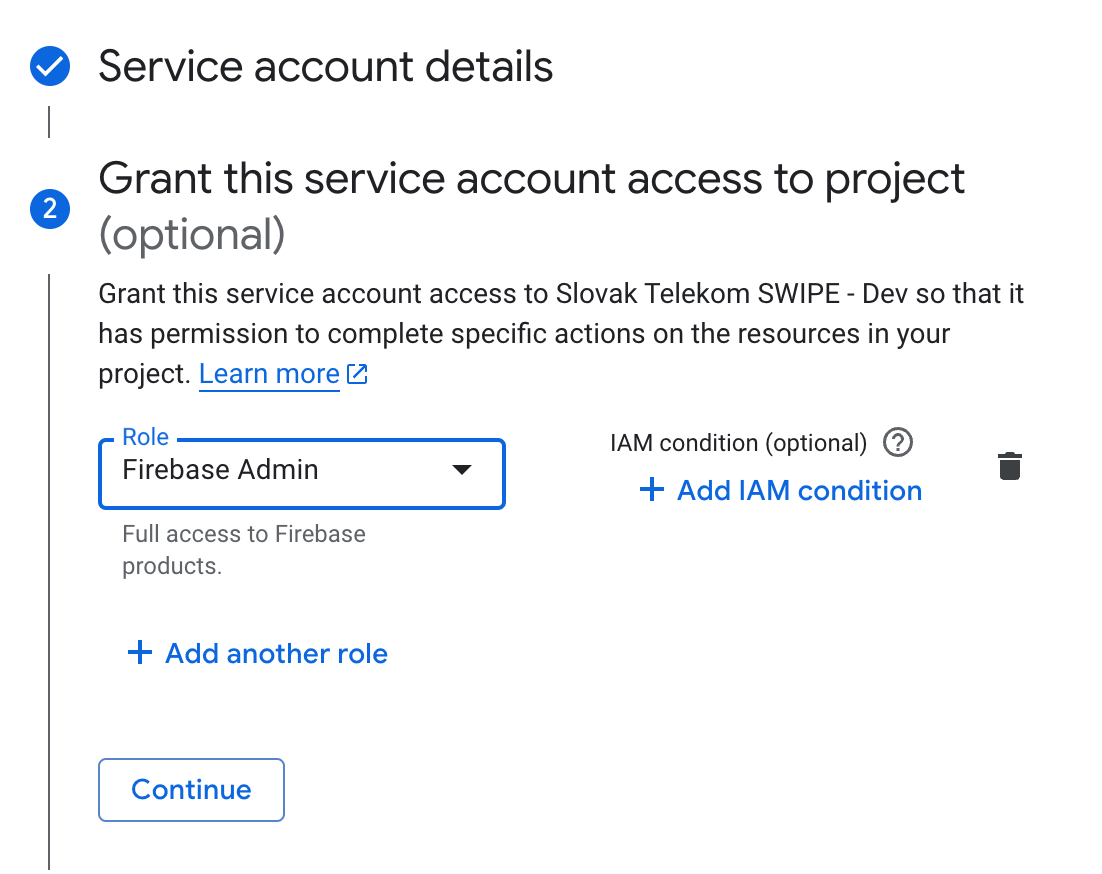 Service account details
2
Grant this service account access to project
(optional)
Grant this service account access to Slovak Telekom SWIPE - Dev so that it
has permission to complete specific actions on the resources in your
project. Learn more
Role
Firebase Admin
Full access to Firebase
products.
IAM condition (optional) ?
+ Add IAM condition
+ Add another role
Continue